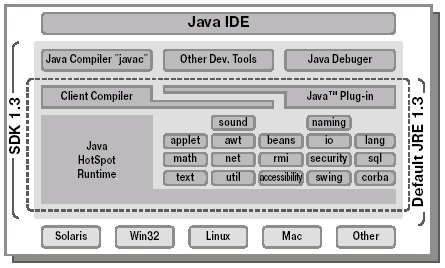 Java IDE
Java Compiler "javac"
Other Dev. Tools
Java Debuger
Client Compiler
Java™ Plug-in
SDK 1.3
Default JRE 1.3
Java
HotSpot
Runtime
sound
naming
applet
awt
beans
io
lang
math
net
rmi
security
sql
text
util
accessibility
swing
corba
Solaris
Win32
Linux
Mac
Other